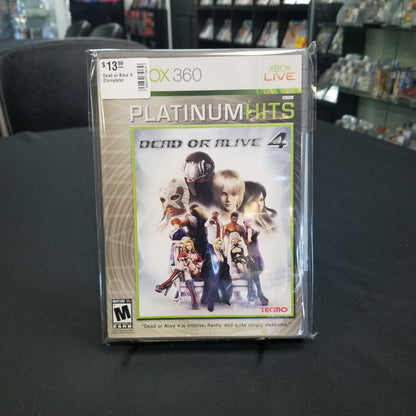 $13.99
Dead or Alive 4
(Complete)
XBOX 360
XBOX
LIVE
PLATINUM HITS
DEAD OR ALIVE 4
MATURE 17+
M
ESRB
TECMO
"Dead or Alive 4 is intense, flashy, and quite simply awesome."